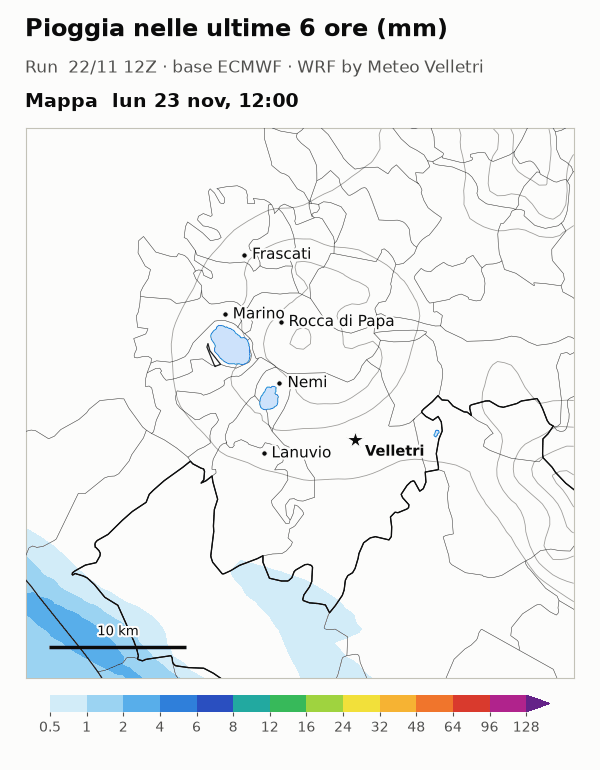 Pioggia nelle ultime 6 ore (mm)
Run  22/11 12Z · base ECMWF · WRF by Meteo Velletri
Mappa  lun 23 nov, 12:00
Frascati
Marino
Rocca di Papa
Nemi
Velletri
Lanuvio
10 km
0.5 1 2 4 6 8 12 16 24 32 48 64 96 128